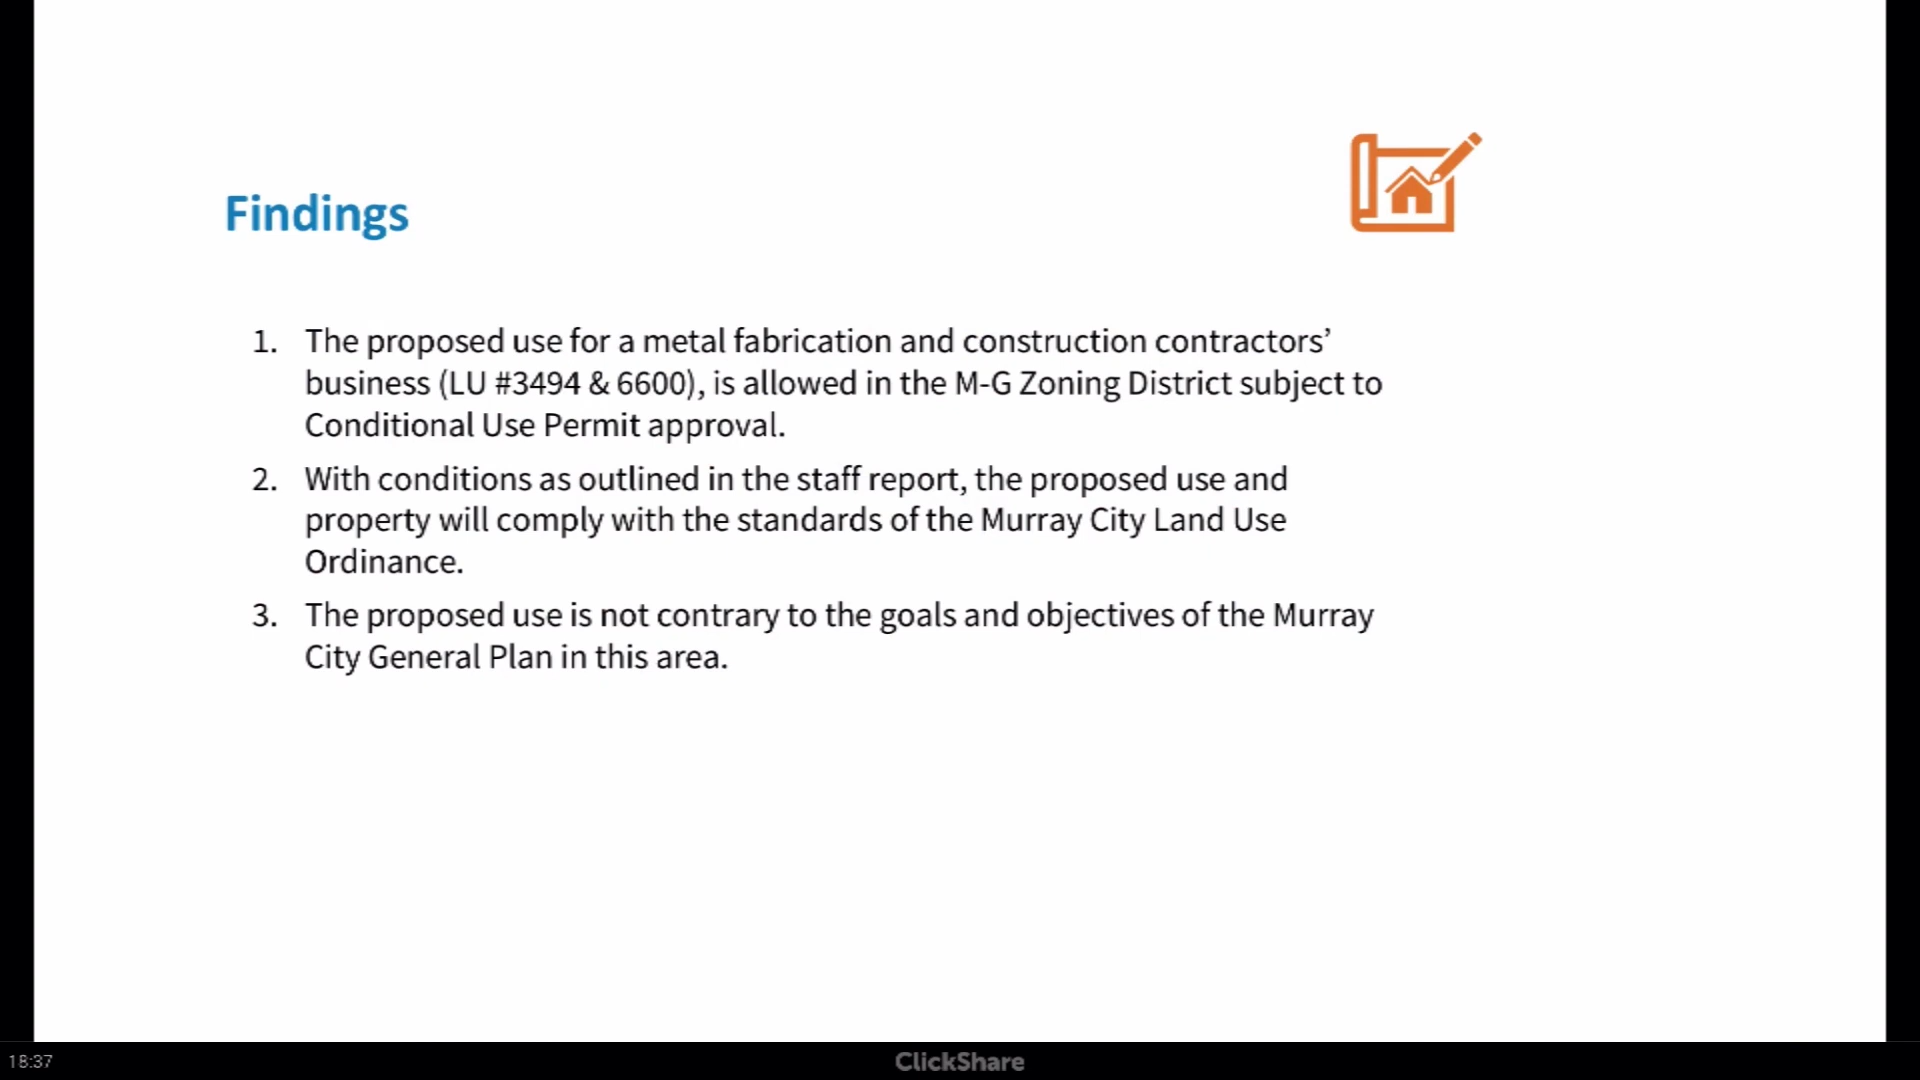 Findings
1. The proposed use for a metal fabrication and construction contractors’
business (LU #3494 & 6600), is allowed in the M-G Zoning District subject to
Conditional Use Permit approval.
2. With conditions as outlined in the staff report, the proposed use and
property will comply with the standards of the Murray City Land Use
Ordinance.
3. The proposed use is not contrary to the goals and objectives of the Murray
City General Plan in this area.
18:37
ClickShare